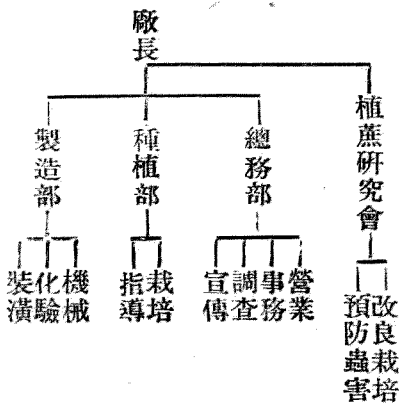 廠長
植蔗研究會
總務部
種植部
製造部
改良栽培
預防蟲害
營業
事務
調查
宣傳
栽培
指導
機械
化驗
裝潢